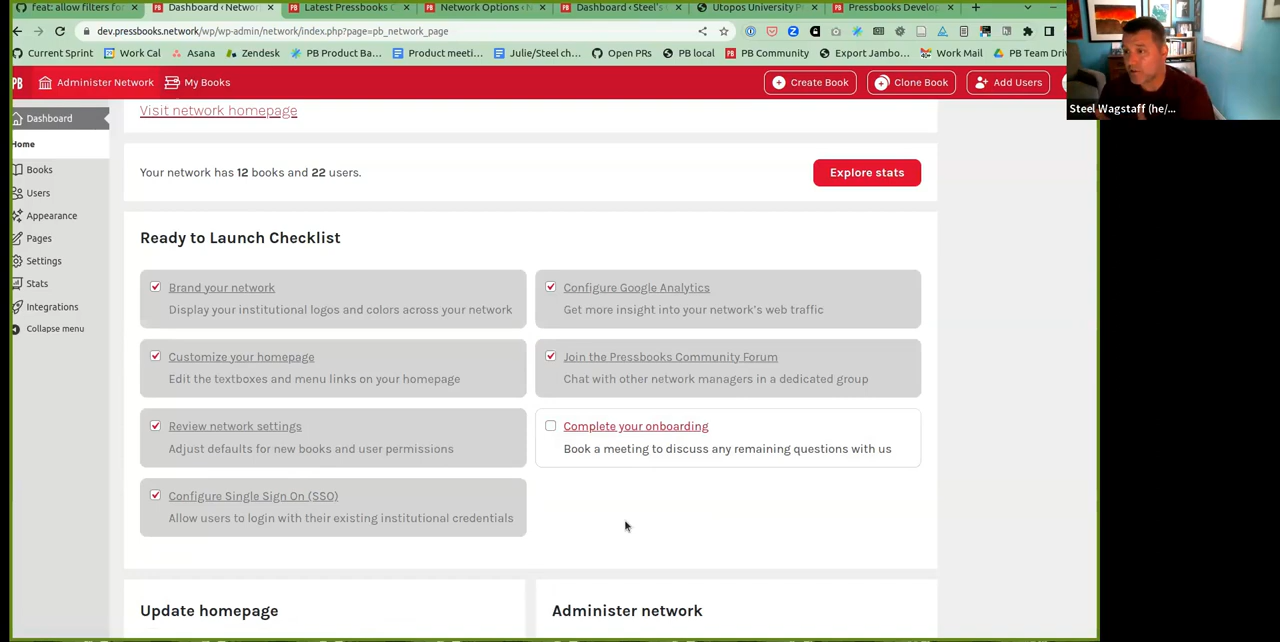 feat: allow filters for
Dashboard ‹ Netwo
PB Latest Pressbooks C
PB Network Options ‹ N
Dashboard ‹ Steel's
Utopos University P
PB Pressbooks Develo
dev.pressbooks.network/wp/wp-admin/network/index.php?page=pb_network_page
Current Sprint
Work Cal
Asana
Zendesk
PB Product Ba...
Product meeti...
Julie/Steel ch...
Open PRs
PB local
PB Community
Export Jambo...
Work Mail
PB Team Driv
PB Administer Network
My Books
Create Book
Clone Book
Add Users
Steel Wagstaff (he/...
Dashboard
Home
Books
Users
Appearance
Pages
Settings
Stats
Integrations
Collapse menu
Visit network homepage
Your network has 12 books and 22 users.
Explore stats
Ready to Launch Checklist
Brand your network
Display your institutional logos and colors across your network
Configure Google Analytics
Get more insight into your network's web traffic
Customize your homepage
Edit the textboxes and menu links on your homepage
Join the Pressbooks Community Forum
Chat with other network managers in a dedicated group
Review network settings
Adjust defaults for new books and user permissions
Complete your onboarding
Book a meeting to discuss any remaining questions with us
Configure Single Sign On (SSO)
Allow users to login with their existing institutional credentials
Update homepage
Administer network